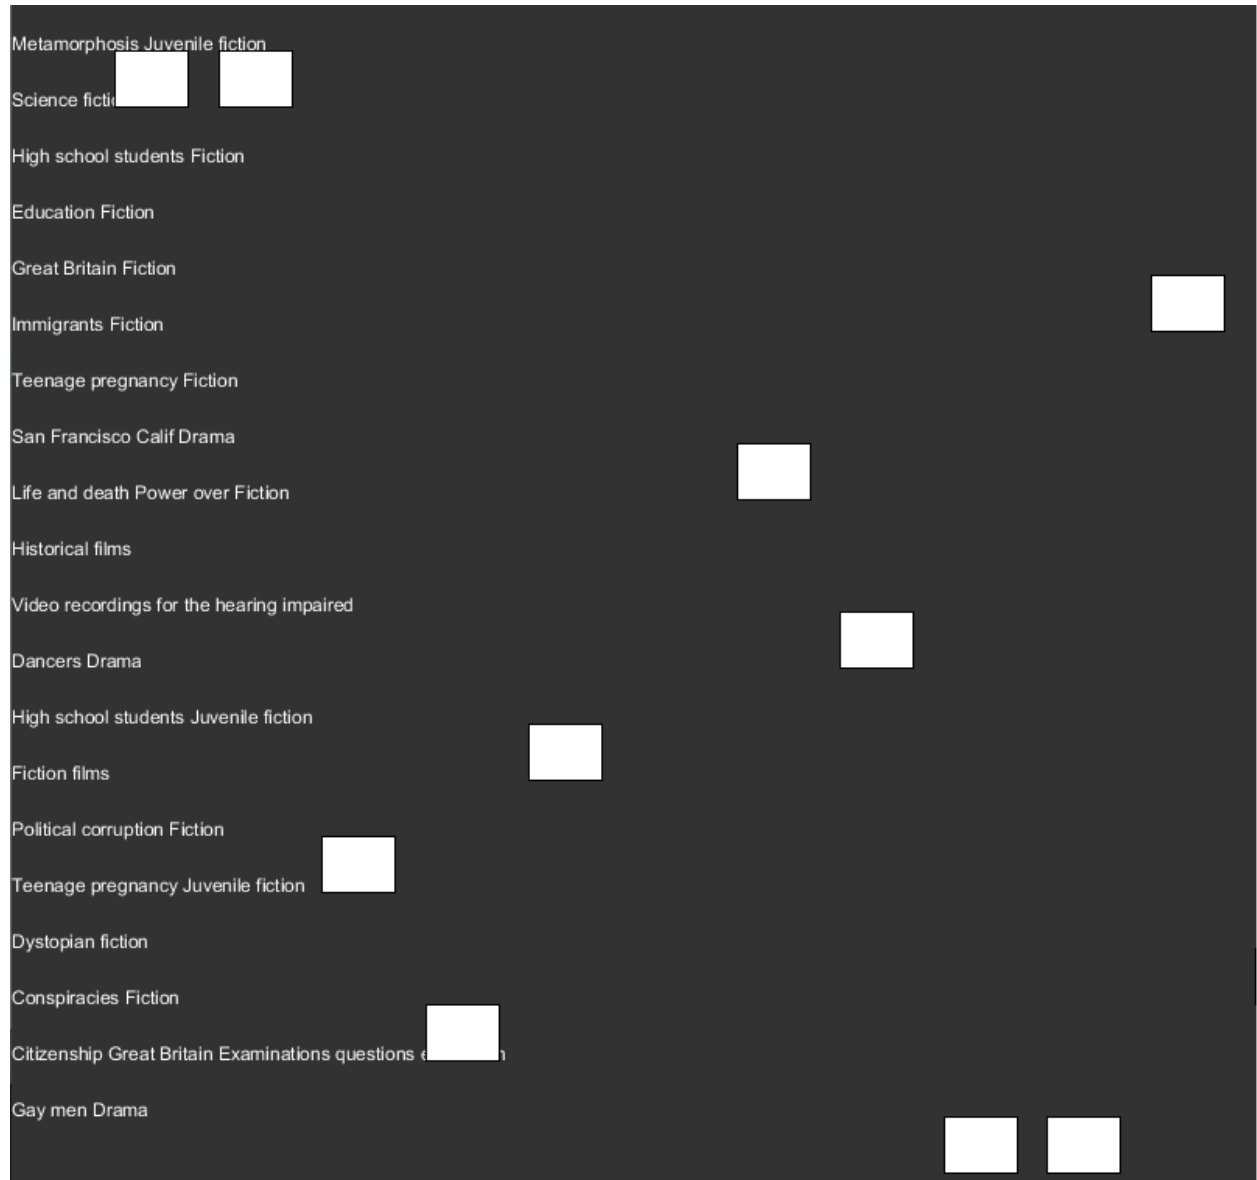 Metamorphosis Juvenile fiction
Science
High school students Fiction
Education Fiction
Great Britain Fiction
Immigrants Fiction
Teenage pregnancy Fiction
San Francisco Calif Drama
Life and death Power over Fiction
Historical films
Video recordings for the hearing impaired
Dancers Drama
High school students Juvenile fiction
Fiction films
Political corruption Fiction
Teenage pregnancy Juvenile fiction
Dystopian fiction
Conspiracies Fiction
Citizenship Great Britain Examinations questions
Gay men Drama